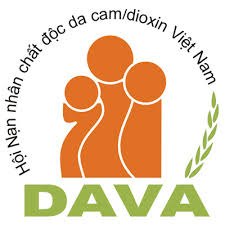 Hội Nạn nhân chất độc da cam/dioxin Việt Nam
DAVA